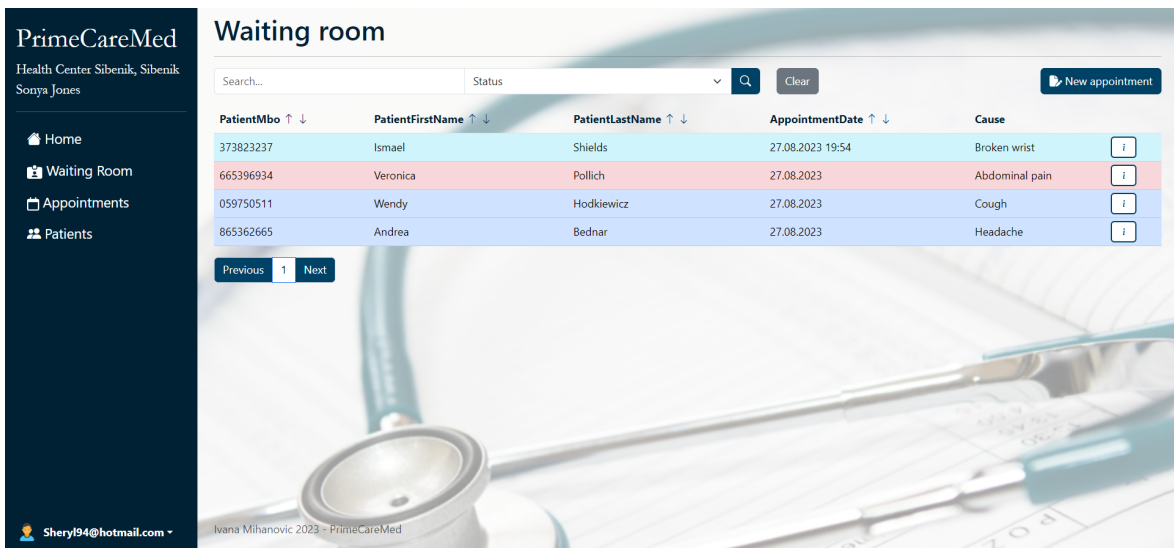 PrimeCareMed
Health Center Sibenik, Sibenik
Sonya Jones
Home
Waiting Room
Appointments
Patients
Sheryl94@hotmail.com
Waiting room
Search... Status Clear New appointment
PatientMbo ↑ ↓ PatientFirstName ↑ ↓ PatientLastName ↑ ↓ AppointmentDate ↑ ↓ Cause
373823237 Ismael Shields 27.08.2023 19:54 Broken wrist i
665396934 Veronica Pollich 27.08.2023 Abdominal pain i
059750511 Wendy Hodkiewicz 27.08.2023 Cough i
865362665 Andrea Bednar 27.08.2023 Headache i
Previous 1 Next
Ivana Mihanovic 2023 - PrimeCareMed